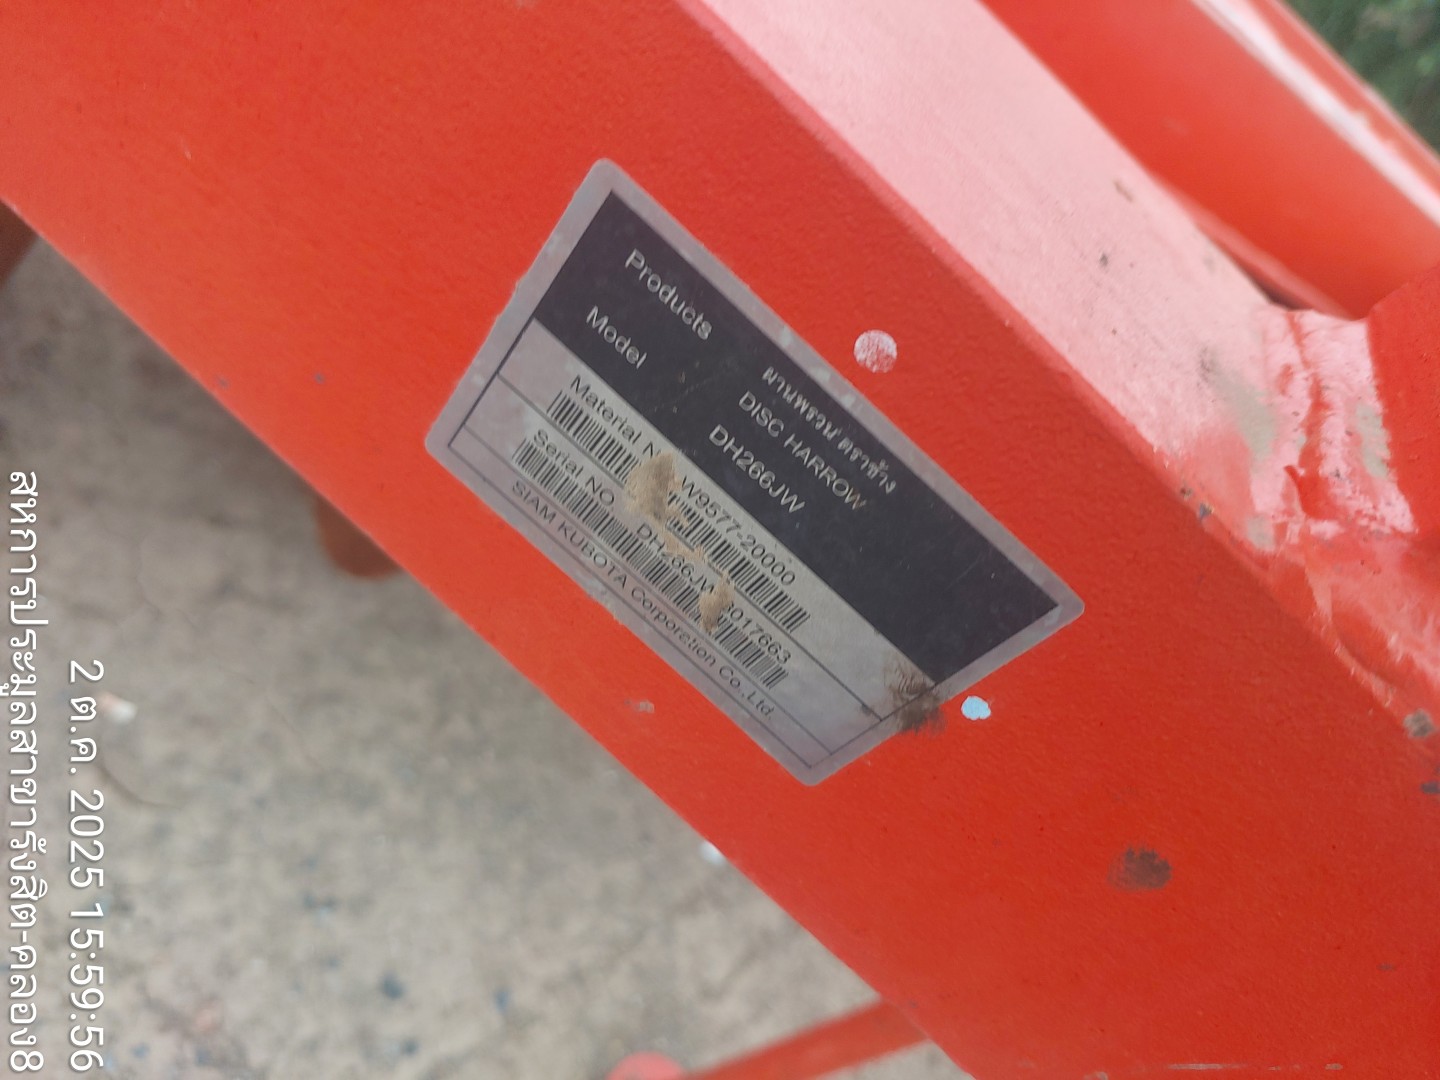 Products ผานพรวน ตราช้าง
DISC HARROW
Model DH266JW
Material W9577-20000
Serial NO.
SIAM KUBOTA Corporation Co.,Ltd.
2 ต.ค. 2025 15:59:56
สหการประมูลสาขารังสิต-คลอง8